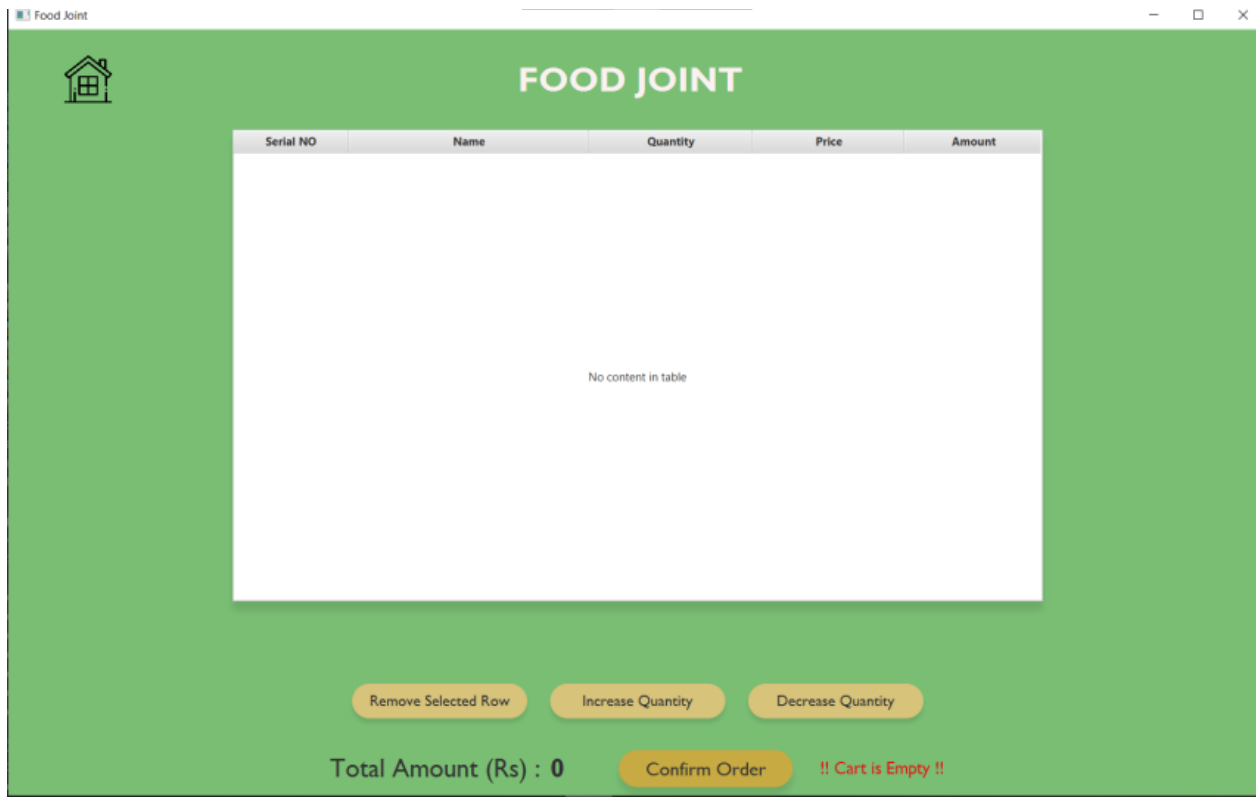 Food Joint
FOOD JOINT
Serial NO Name Quantity Price Amount
No content in table
Remove Selected Row Increase Quantity Decrease Quantity
Total Amount (Rs) : 0 Confirm Order !! Cart is Empty !!